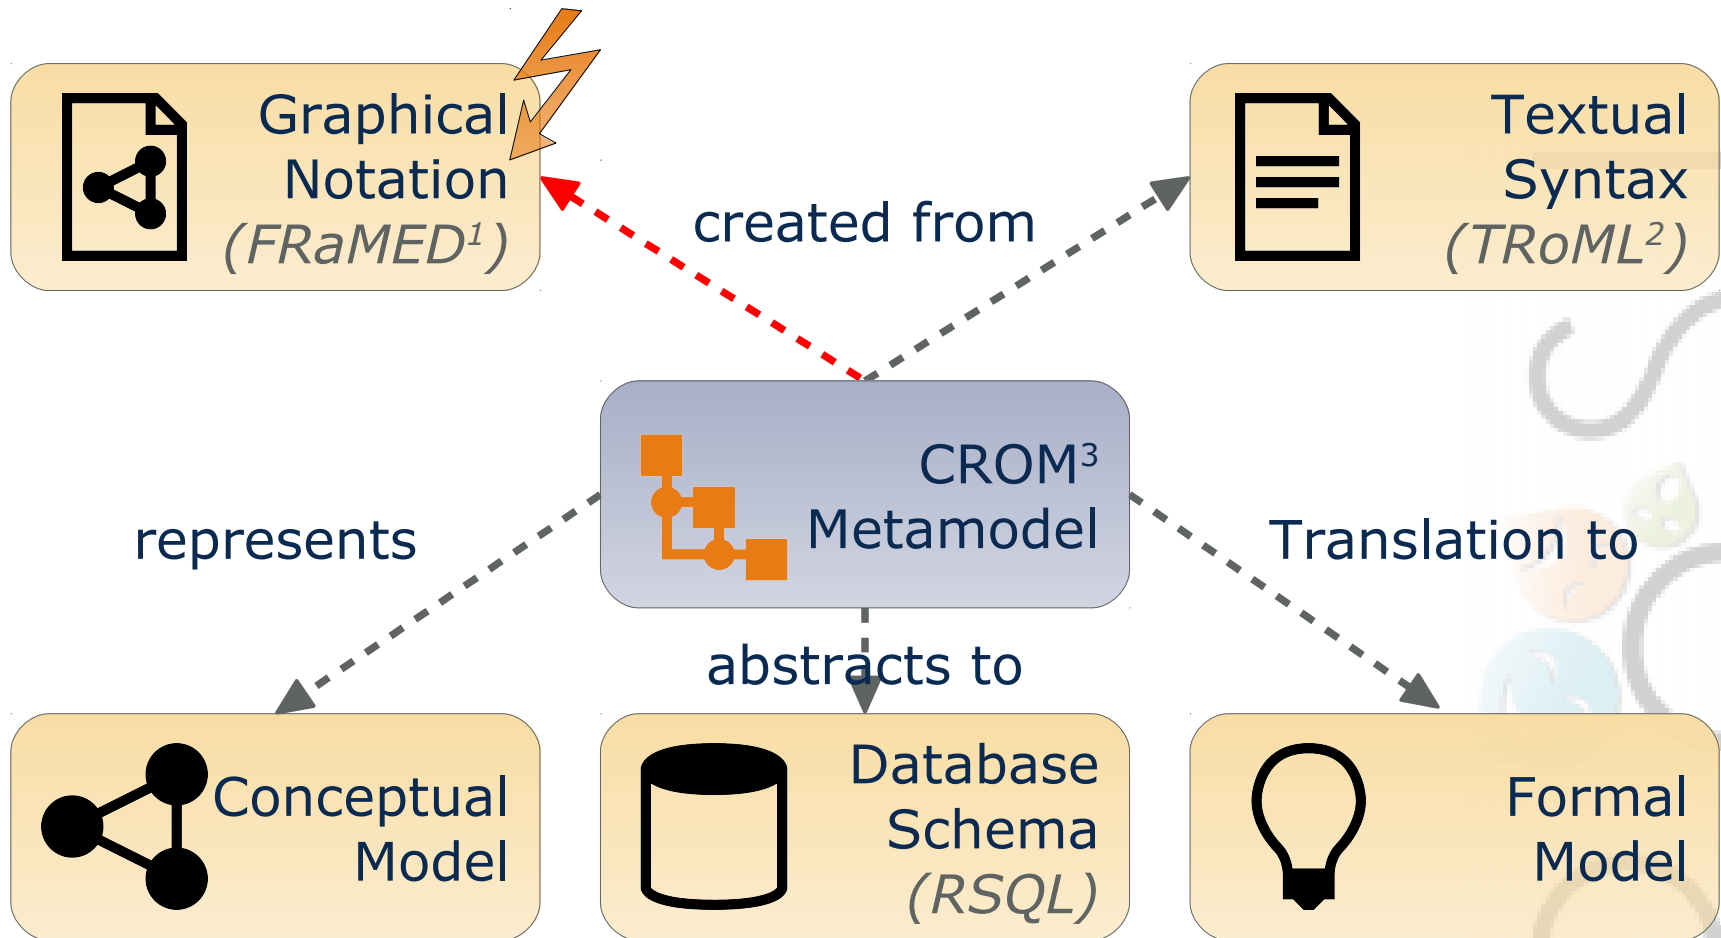 Graphical
Notation
(FRaMED¹)
Textual
Syntax
(TRoML²)
created from
CROM³
Metamodel
represents
Translation to
abstracts to
Conceptual
Model
Database
Schema
(RSQL)
Formal
Model